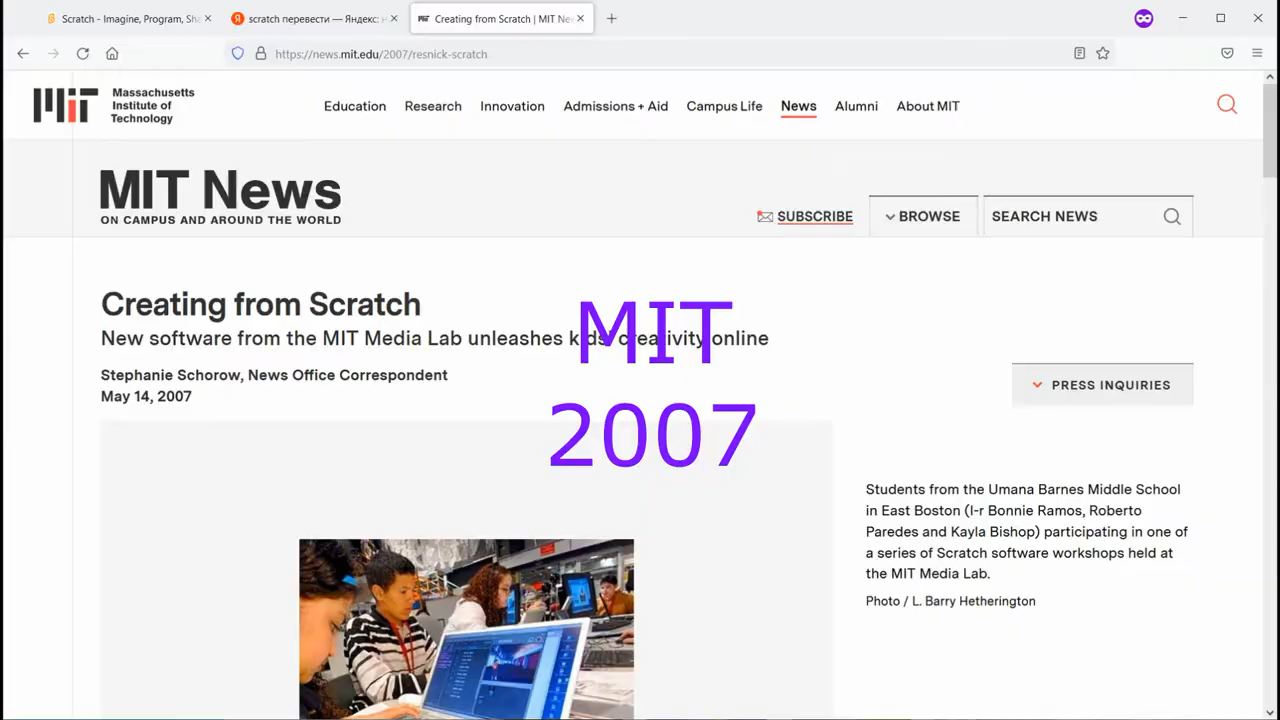 Scratch - Imagine, Program, Sha
scratch перевести — Яндекс: н
Creating from Scratch | MIT Ne
https://news.mit.edu/2007/resnick-scratch
MiT
Massachusetts
Institute of
Technology
Education
Research
Innovation
Admissions + Aid
Campus Life
News
Alumni
About MIT
MIT News
ON CAMPUS AND AROUND THE WORLD
SUBSCRIBE
BROWSE
SEARCH NEWS
Creating from Scratch
New software from the MIT Media Lab unleashes kids' creativity online
MIT
2007
Stephanie Schorow, News Office Correspondent
May 14, 2007
PRESS INQUIRIES
Students from the Umana Barnes Middle School
in East Boston (l-r Bonnie Ramos, Roberto
Paredes and Kayla Bishop) participating in one of
a series of Scratch software workshops held at
the MIT Media Lab.
Photo / L. Barry Hetherington